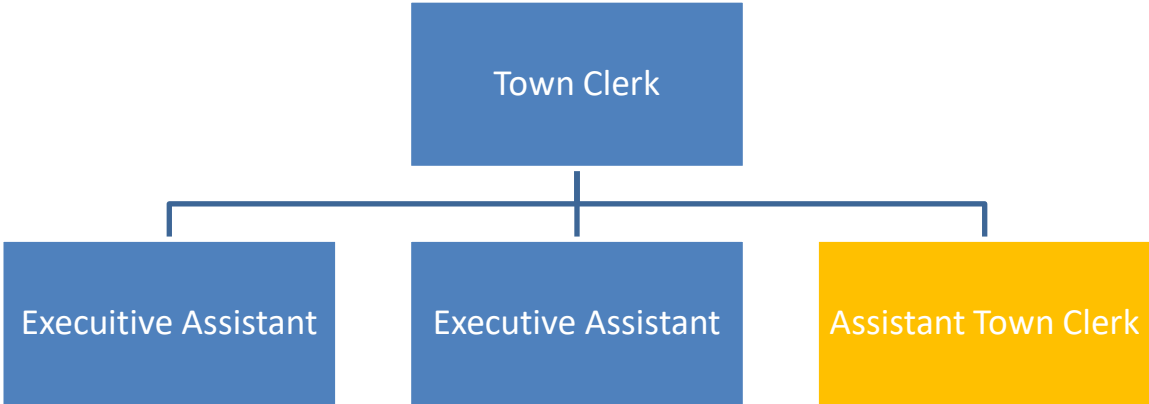 Town Clerk
Execuitive Assistant
Executive Assistant
Assistant Town Clerk